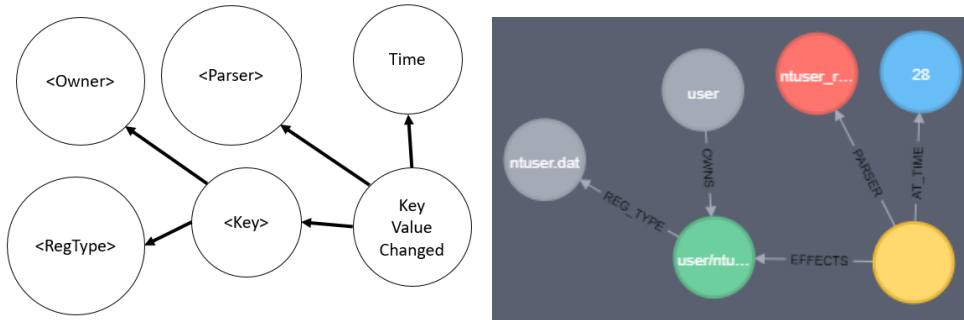 <Owner>
<Parser>
Time
<RegType>
<Key>
Key
Value
Changed
user
ntuser_r...
28
ntuser.dat
OWNS
PARSER
AT_TIME
REG_TYPE
user/ntu...
EFFECTS